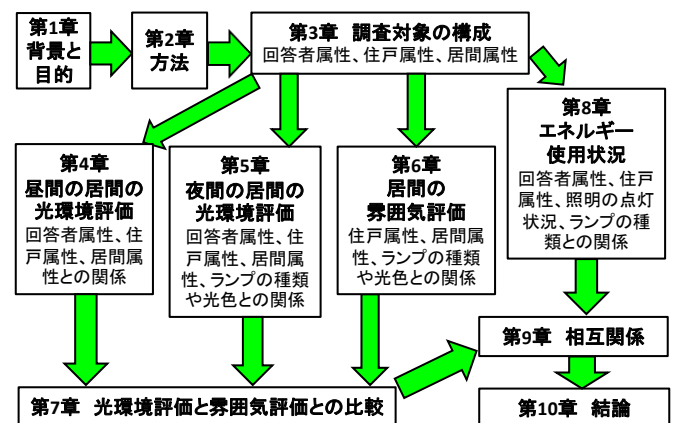 第1章
背景と
目的
第2章
方法
第3章 調査対象の構成
回答者属性、住戸属性、居間属性
第4章
昼間の居間の
光環境評価
回答者属性、住
戸属性、居間属
性との関係
第5章
夜間の居間の
光環境評価
回答者属性、住
戸属性、居間属
性、ランプの種類
や光色との関係
第6章
居間の
雰囲気評価
住戸属性、居間属
性、ランプの種類
や光色との関係
第8章
エネルギー
使用状況
回答者属性、住戸
属性、照明の点灯
状況、ランプの種
類との関係
第7章 光環境評価と雰囲気評価との比較
第9章 相互関係
第10章 結論